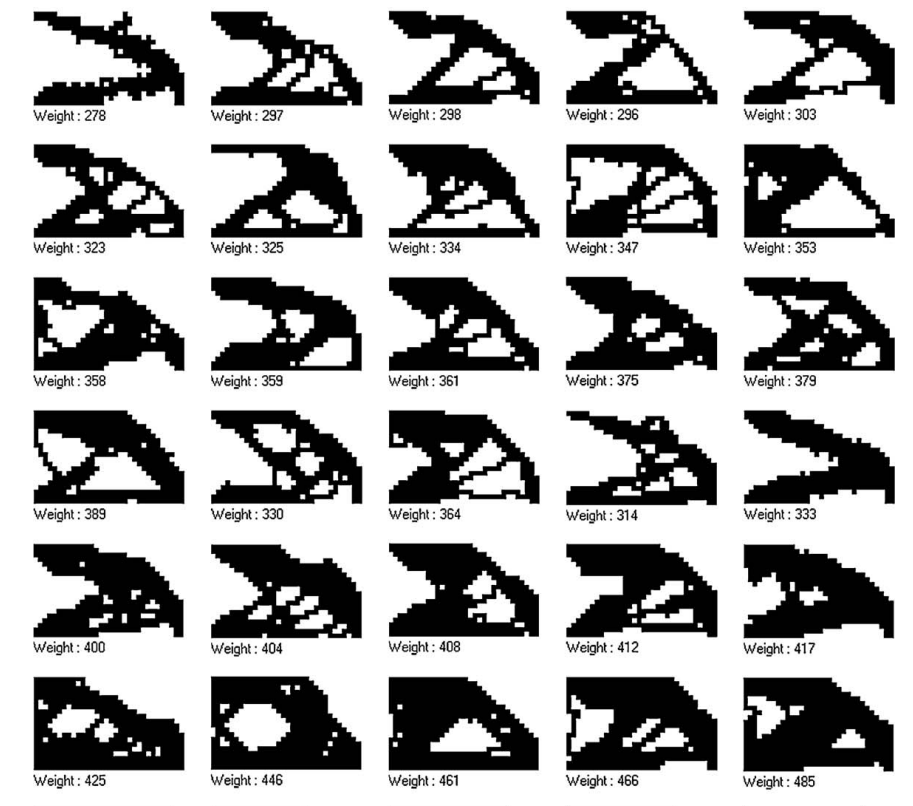 Weight : 278
Weight : 297
Weight : 298
Weight : 296
Weight : 303
Weight : 323
Weight : 325
Weight : 334
Weight : 347
Weight : 353
Weight : 358
Weight : 359
Weight : 361
Weight : 375
Weight : 379
Weight : 389
Weight : 330
Weight : 364
Weight : 314
Weight : 333
Weight : 400
Weight : 404
Weight : 408
Weight : 412
Weight : 417
Weight : 425
Weight : 446
Weight : 461
Weight : 466
Weight : 485